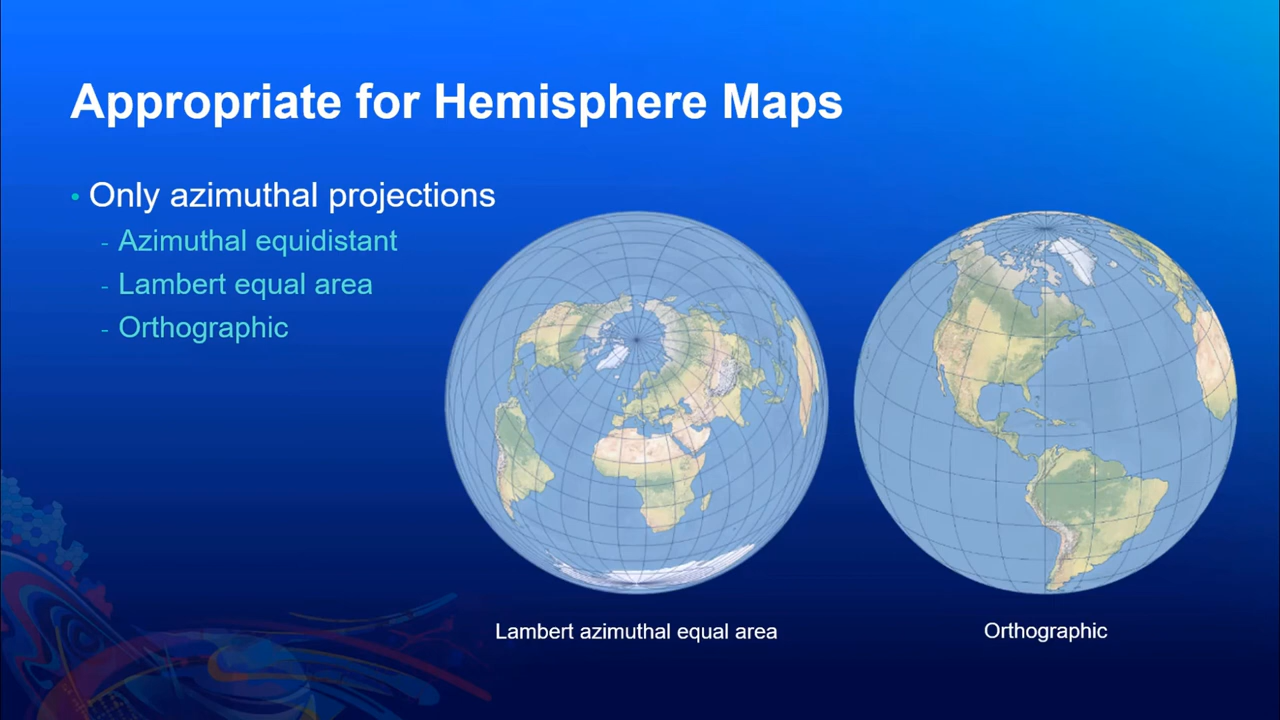 Appropriate for Hemisphere Maps
• Only azimuthal projections
- Azimuthal equidistant
- Lambert equal area
- Orthographic
Lambert azimuthal equal area
Orthographic